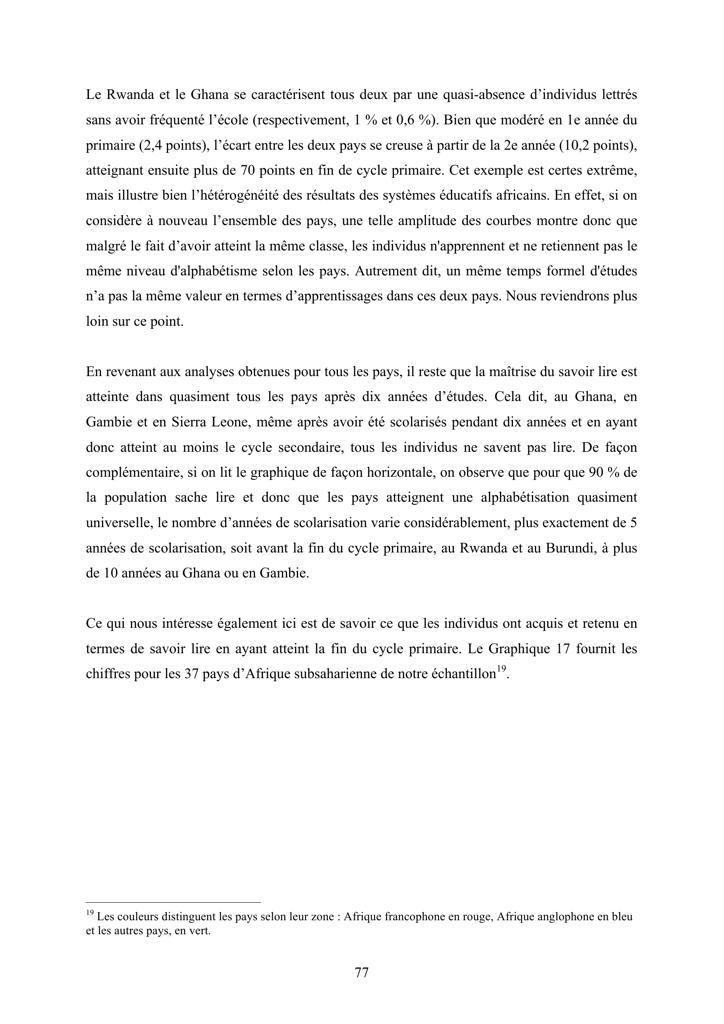 Le Rwanda et le Ghana se caractérisent tous deux par une quasi-absence d’individus lettrés
sans avoir fréquenté l’école (respectivement, 1 % et 0,6 %). Bien que modéré en 1e année du
primaire (2,4 points), l’écart entre les deux pays se creuse à partir de la 2e année (10,2 points),
atteignant ensuite plus de 70 points en fin de cycle primaire. Cet exemple est certes extrême,
mais illustre bien l’hétérogénéité des résultats des systèmes éducatifs africains. En effet, si on
considère à nouveau l’ensemble des pays, une telle amplitude des courbes montre donc que
malgré le fait d’avoir atteint la même classe, les individus n'apprennent et ne retiennent pas le
même niveau d'alphabétisme selon les pays. Autrement dit, un même temps formel d'études
n’a pas la même valeur en termes d’apprentissages dans ces deux pays. Nous reviendrons plus
loin sur ce point.
En revenant aux analyses obtenues pour tous les pays, il reste que la maîtrise du savoir lire est
atteinte dans quasiment tous les pays après dix années d’études. Cela dit, au Ghana, en
Gambie et en Sierra Leone, même après avoir été scolarisés pendant dix années et en ayant
donc atteint au moins le cycle secondaire, tous les individus ne savent pas lire. De façon
complémentaire, si on lit le graphique de façon horizontale, on observe que pour que 90 % de
la population sache lire et donc que les pays atteignent une alphabétisation quasiment
universelle, le nombre d’années de scolarisation varie considérablement, plus exactement de 5
années de scolarisation, soit avant la fin du cycle primaire, au Rwanda et au Burundi, à plus
de 10 années au Ghana ou en Gambie.
Ce qui nous intéresse également ici est de savoir ce que les individus ont acquis et retenu en
termes de savoir lire en ayant atteint la fin du cycle primaire. Le Graphique 17 fournit les
chiffres pour les 37 pays d’Afrique subsaharienne de notre échantillon19.
19 Les couleurs distinguent les pays selon leur zone : Afrique francophone en rouge, Afrique anglophone en bleu
et les autres pays, en vert.
77